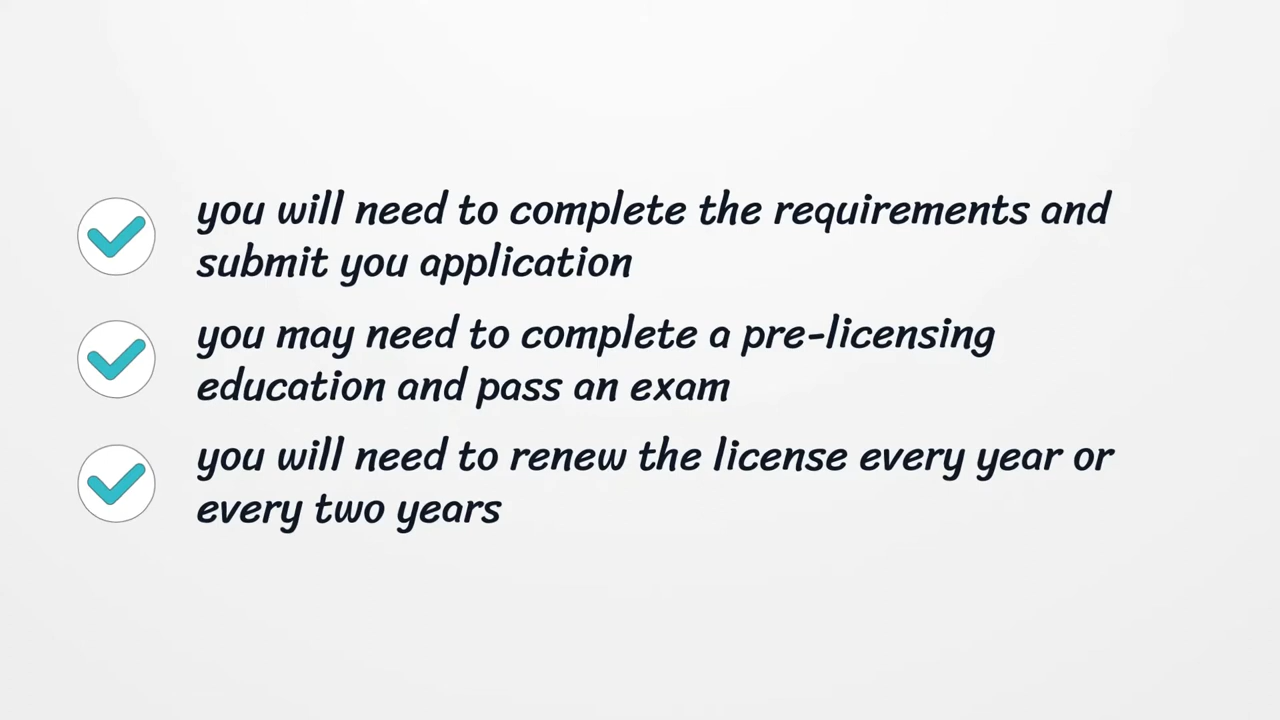 you will need to complete the requirements and
submit you application
you may need to complete a pre-licensing
education and pass an exam
you will need to renew the license every year or
every two years